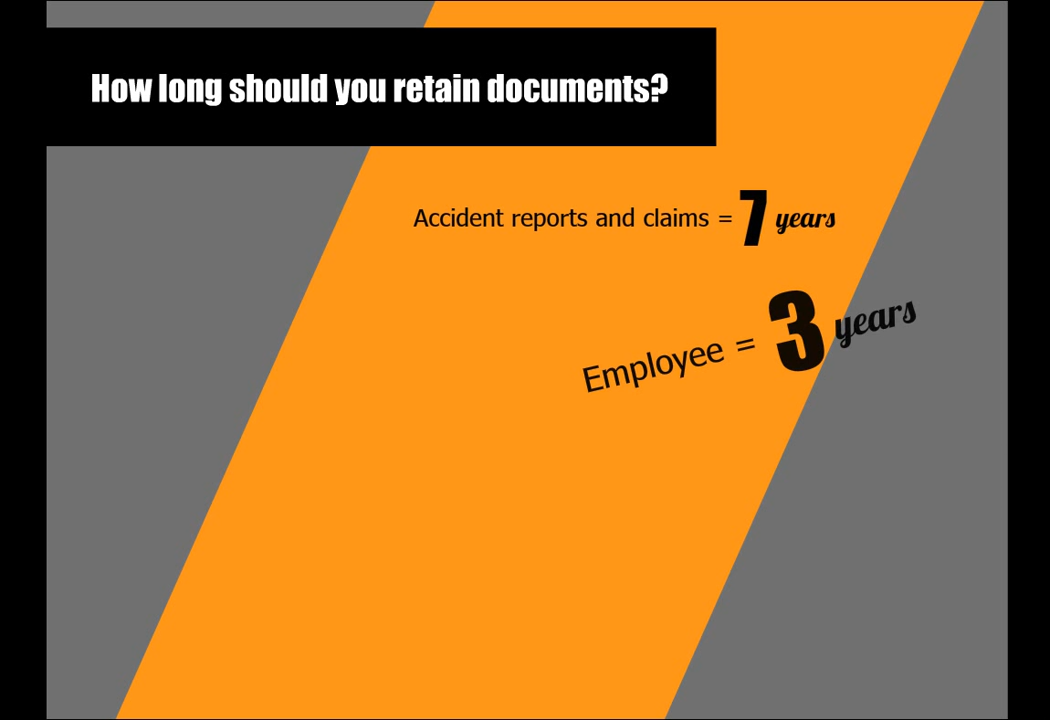 How long should you retain documents?
Accident reports and claims = 7 years
Employee = 3 years